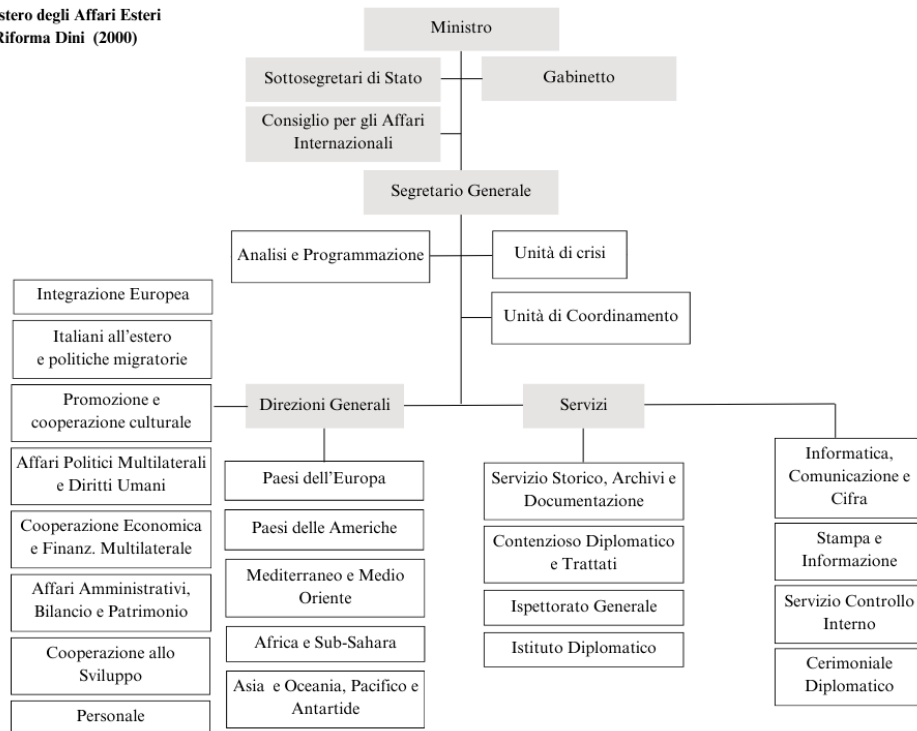 stero degli Affari Esteri
Riforma Dini (2000)
Ministro
Sottosegretari di Stato
Gabinetto
Consiglio per gli Affari
Internazionali
Segretario Generale
Analisi e Programmazione
Unità di crisi
Unità di Coordinamento
Integrazione Europea
Italiani all'estero
e politiche migratorie
Promozione e
cooperazione culturale
Affari Politici Multilaterali
e Diritti Umani
Cooperazione Economica
e Finanz. Multilaterale
Affari Amministrativi,
Bilancio e Patrimonio
Cooperazione allo
Sviluppo
Personale
Direzioni Generali
Paesi dell'Europa
Paesi delle Americhe
Mediterraneo e Medio
Oriente
Africa e Sub-Sahara
Asia e Oceania, Pacifico e
Antartide
Servizi
Servizio Storico, Archivi e
Documentazione
Contenzioso Diplomatico
e Trattati
Ispettorato Generale
Istituto Diplomatico
Informatica,
Comunicazione e
Cifra
Stampa e
Informazione
Servizio Controllo
Interno
Cerimoniale
Diplomatico